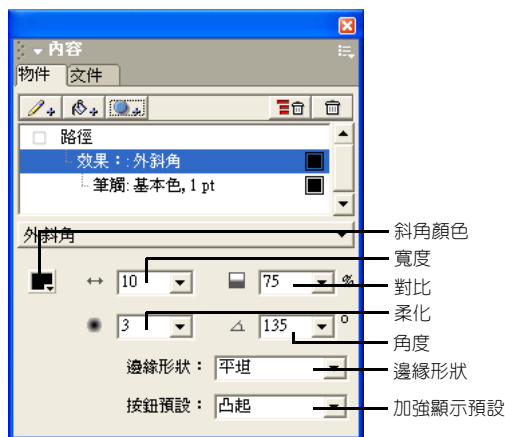 內容
物件 文件
路徑
效果：:外斜角
筆觸: 基本色, 1 pt
外斜角
斜角顏色
寬度
10 75 %
對比
柔化
3 135 °
角度
邊緣形狀： 平坦
邊緣形狀
按鈕預設： 凸起
加強顯示預設